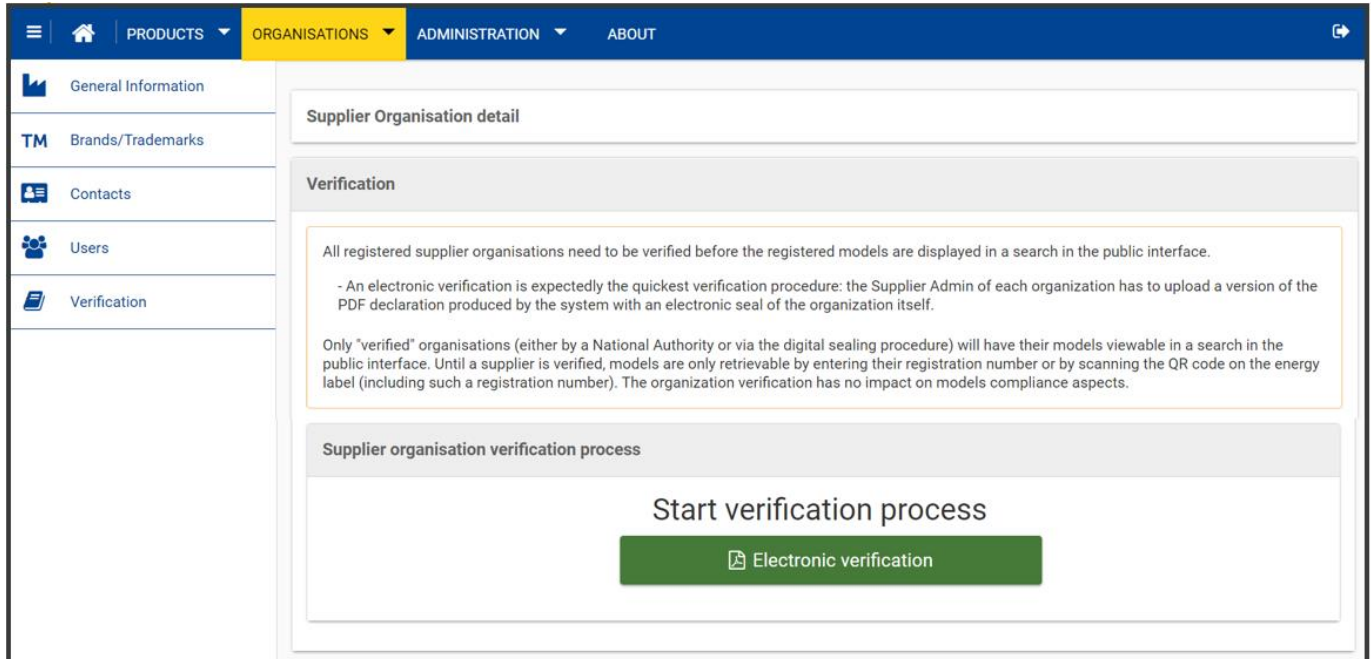 PRODUCTS ORGANISATIONS ADMINISTRATION ABOUT
General Information
TM Brands/Trademarks
Contacts
Users
Verification
Supplier Organisation detail
Verification
All registered supplier organisations need to be verified before the registered models are displayed in a search in the public interface.
- An electronic verification is expectedly the quickest verification procedure: the Supplier Admin of each organization has to upload a version of the
PDF declaration produced by the system with an electronic seal of the organization itself.
Only "verified" organisations (either by a National Authority or via the digital sealing procedure) will have their models viewable in a search in the
public interface. Until a supplier is verified, models are only retrievable by entering their registration number or by scanning the QR code on the energy
label (including such a registration number). The organization verification has no impact on models compliance aspects.
Supplier organisation verification process
Start verification process
Electronic verification